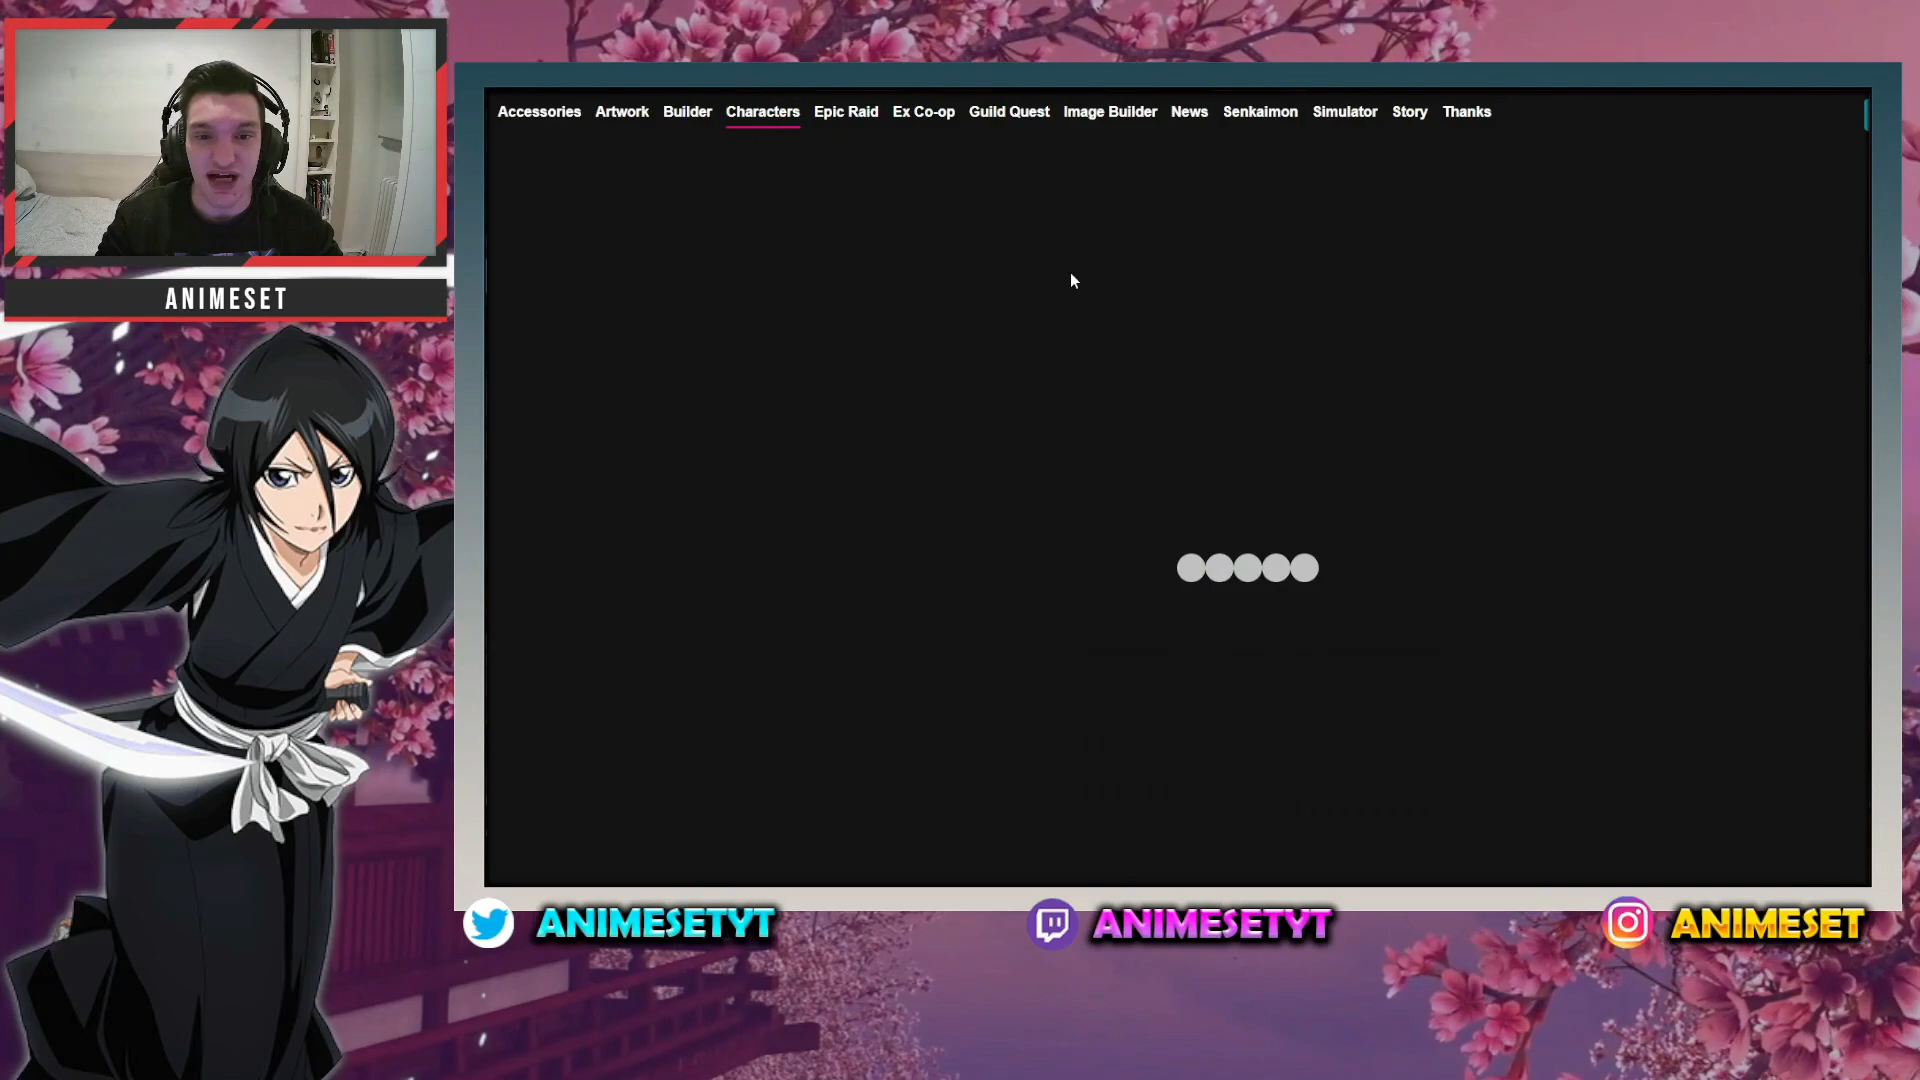 Accessories Artwork Builder Characters Epic Raid Ex Co-op Guild Quest Image Builder News Senkaimon Simulator Story Thanks
ANIMESET
ANIMESETYT ANIMESETYT ANIMESET